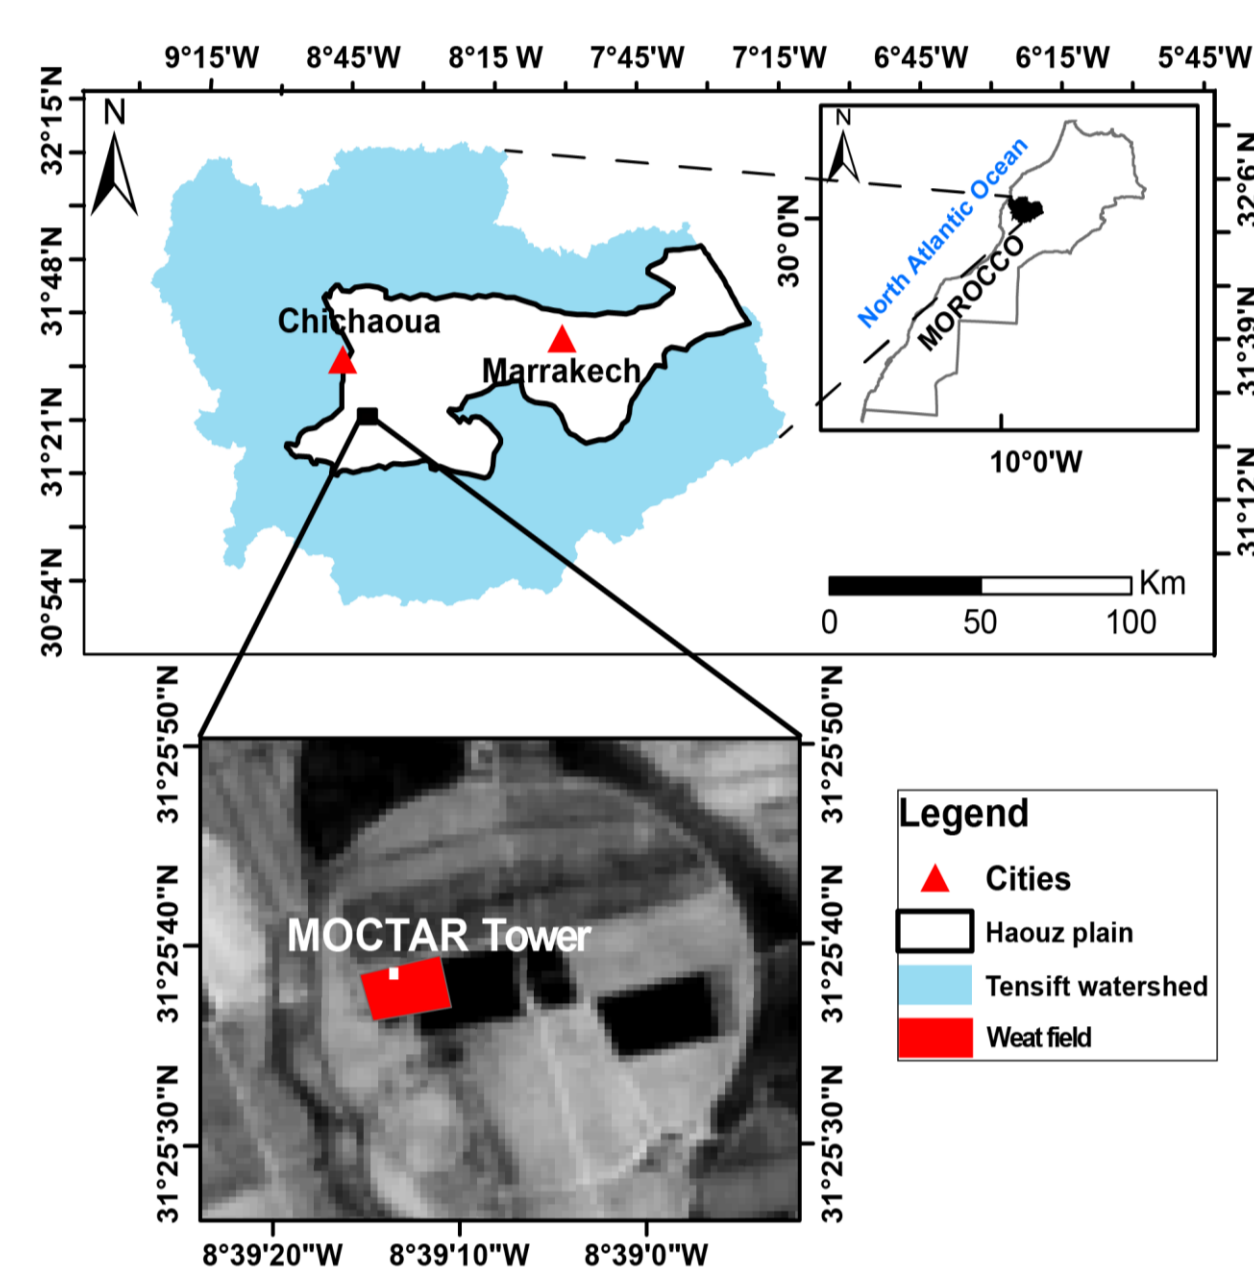 9°15'W 8°45'W 8°15'W 7°45'W 7°15'W 6°45'W 6°15'W 5°45'W
32°15'N
31°48'N
31°21'N
30°54'N
N
Chichaoua
Marrakech
N
North Atlantic Ocean
MOROCCO
30° 0'N
10°0'W
32°6'N
31°39'N
31°12'N
Km
0 50 100
31°25'50"N
31°25'40"N
31°25'30"N
MOCTAR Tower
31°25'50"N
31°25'40"N
31°25'30"N
8°39'20"W 8°39'10"W 8°39'0"W
Legend
Cities
Haouz plain
Tensift watershed
Weat field